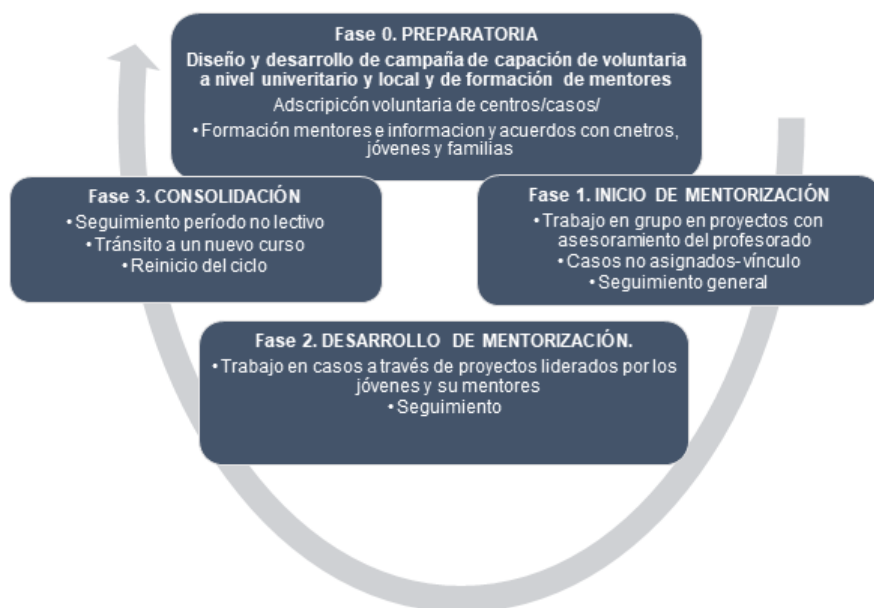 Fase 0. PREPARATORIA
Diseño y desarrollo de campaña de capación de voluntaria
a nivel univeritario y local y de formación de mentores
Adscripicón voluntaria de centros/casos/
• Formación mentores e informacion y acuerdos con cnetros,
jóvenes y familias
Fase 3. CONSOLIDACIÓN
• Seguimiento período no lectivo
• Tránsito a un nuevo curso
• Reinicio del ciclo
Fase 1. INICIO DE MENTORIZACIÓN
• Trabajo en grupo en proyectos con
asesoramiento del profesorado
• Casos no asignados-vínculo
• Seguimiento general
Fase 2. DESARROLLO DE MENTORIZACIÓN.
• Trabajo en casos a través de proyectos liderados por los
jóvenes y su mentores
• Seguimiento